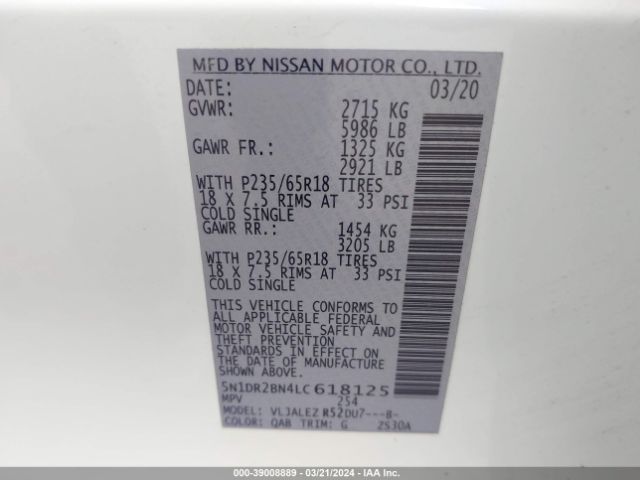 MFD BY NISSAN MOTOR CO., LTD.
DATE: 03/20
GVWR: 2715 KG
5986 LB
GAWR FR.: 1325 KG
2921 LB
WITH P235/65R18 TIRES
18 X 7.5 RIMS AT 33 PSI
COLD SINGLE
GAWR RR.: 1454 KG
3205 LB
WITH P235/65R18 TIRES
18 X 7.5 RIMS AT 33 PSI
COLD SINGLE
THIS VEHICLE CONFORMS TO
ALL APPLICABLE FEDERAL
MOTOR VEHICLE SAFETY AND
THEFT PREVENTION
STANDARDS IN EFFECT ON
THE DATE OF MANUFACTURE
SHOWN ABOVE.
5N1DR2BN4LC618125
MPV 254
MODEL: VLJALEZ R52DU7---B-
COLOR: QAB TRIM: G ZS30A
000-39008889 - 03/21/2024 - IAA Inc.